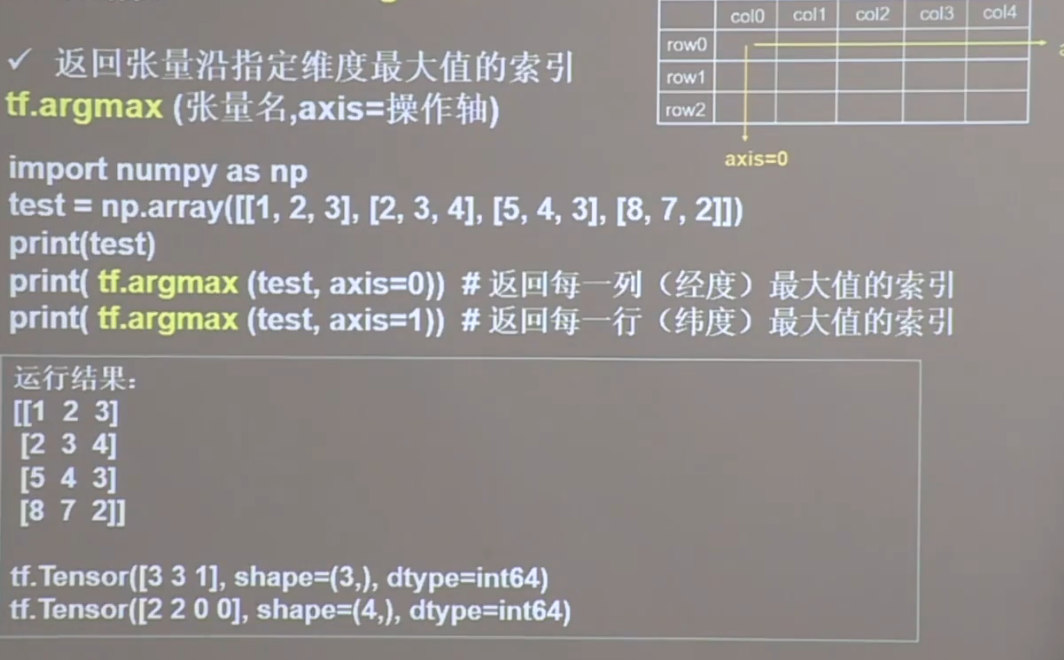 col0 col1 col2 col3 col4
row0
row1
row2
axis=0
✓ 返回张量沿指定维度最大值的索引
tf.argmax (张量名,axis=操作轴)
import numpy as np
test = np.array([[1, 2, 3], [2, 3, 4], [5, 4, 3], [8, 7, 2]])
print(test)
print( tf.argmax (test, axis=0)) # 返回每一列（经度）最大值的索引
print( tf.argmax (test, axis=1)) # 返回每一行（纬度）最大值的索引
运行结果：
[[1 2 3]
[2 3 4]
[5 4 3]
[8 7 2]]
tf.Tensor([3 3 1], shape=(3,), dtype=int64)
tf.Tensor([2 2 0 0], shape=(4,), dtype=int64)